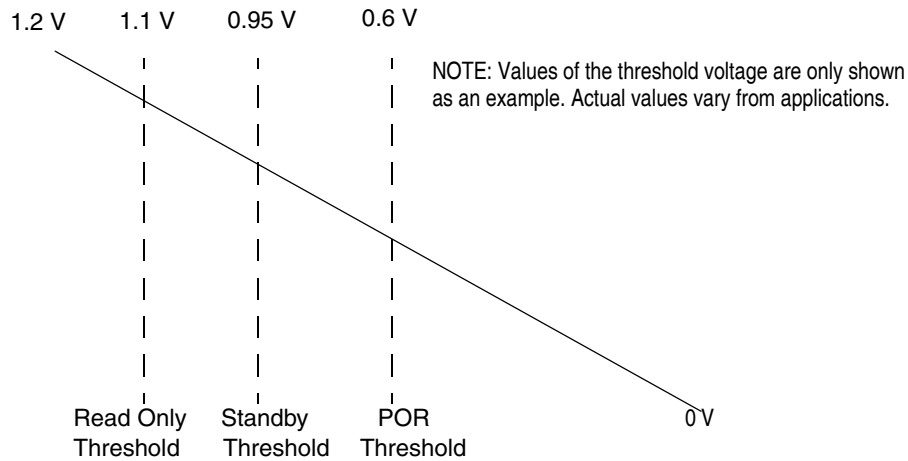 1.2 V 1.1 V 0.95 V 0.6 V
NOTE: Values of the threshold voltage are only shown
as an example. Actual values vary from applications.
Read Only
Threshold
Standby
Threshold
POR
Threshold
0 V